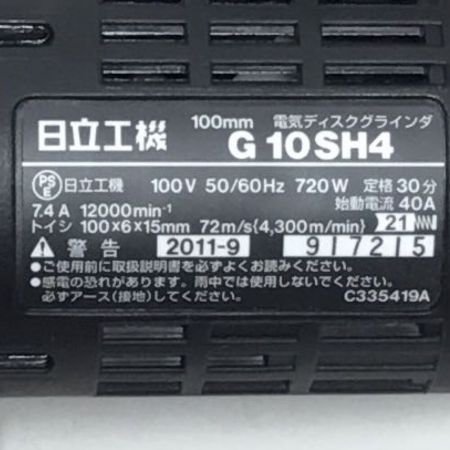 日立工機 100mm 電気ディスクグラインダ
G 10SH4
PSE 日立工機 100V 50/60Hz 720W 定格30分
7.4A 12000min⁻¹ 始動電流 40A
トイシ 100×6×15mm 72m/s{4,300m/min} 21
警告 2011-9 917215
●ご使用前に取扱説明書を必ずよくお読みください。
●感電の恐れがあります。雨中では使用しないでください。
必ずアース(接地)してください。 C335419A